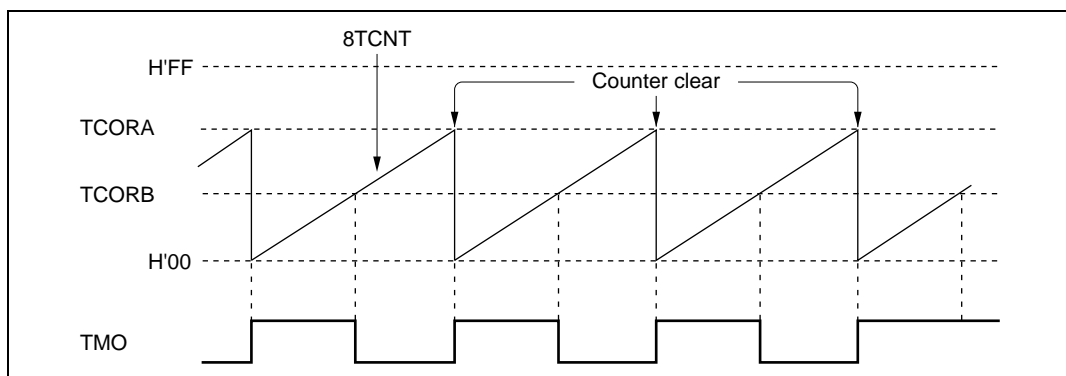 8TCNT
H'FF
Counter clear
TCORA
TCORB
H'00
TMO